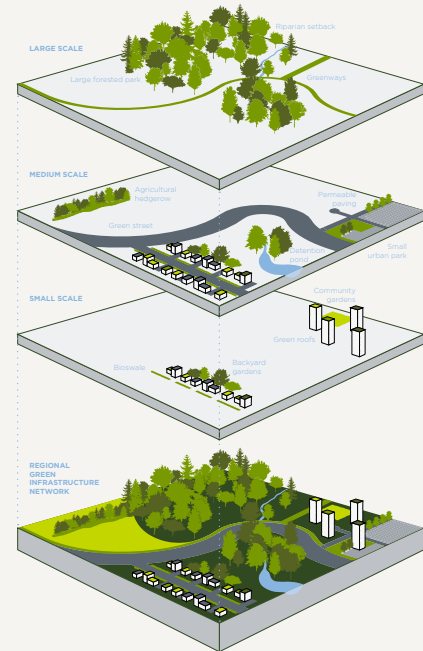 Riparian setback
LARGE SCALE
Large forested park
Greenways
MEDIUM SCALE
Agricultural
hedgerow
Permeable
paving
Green street
Detention
pond
Small
urban park
SMALL SCALE
Community
gardens
Green roofs
Bioswale
Backyard
gardens
REGIONAL
GREEN
INFRASTRUCTURE
NETWORK